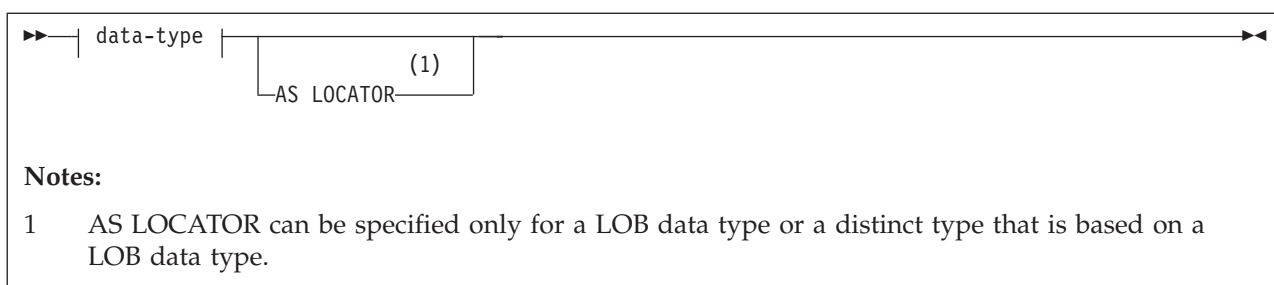 data-type
(1)
AS LOCATOR
Notes:
1 AS LOCATOR can be specified only for a LOB data type or a distinct type that is based on a
LOB data type.